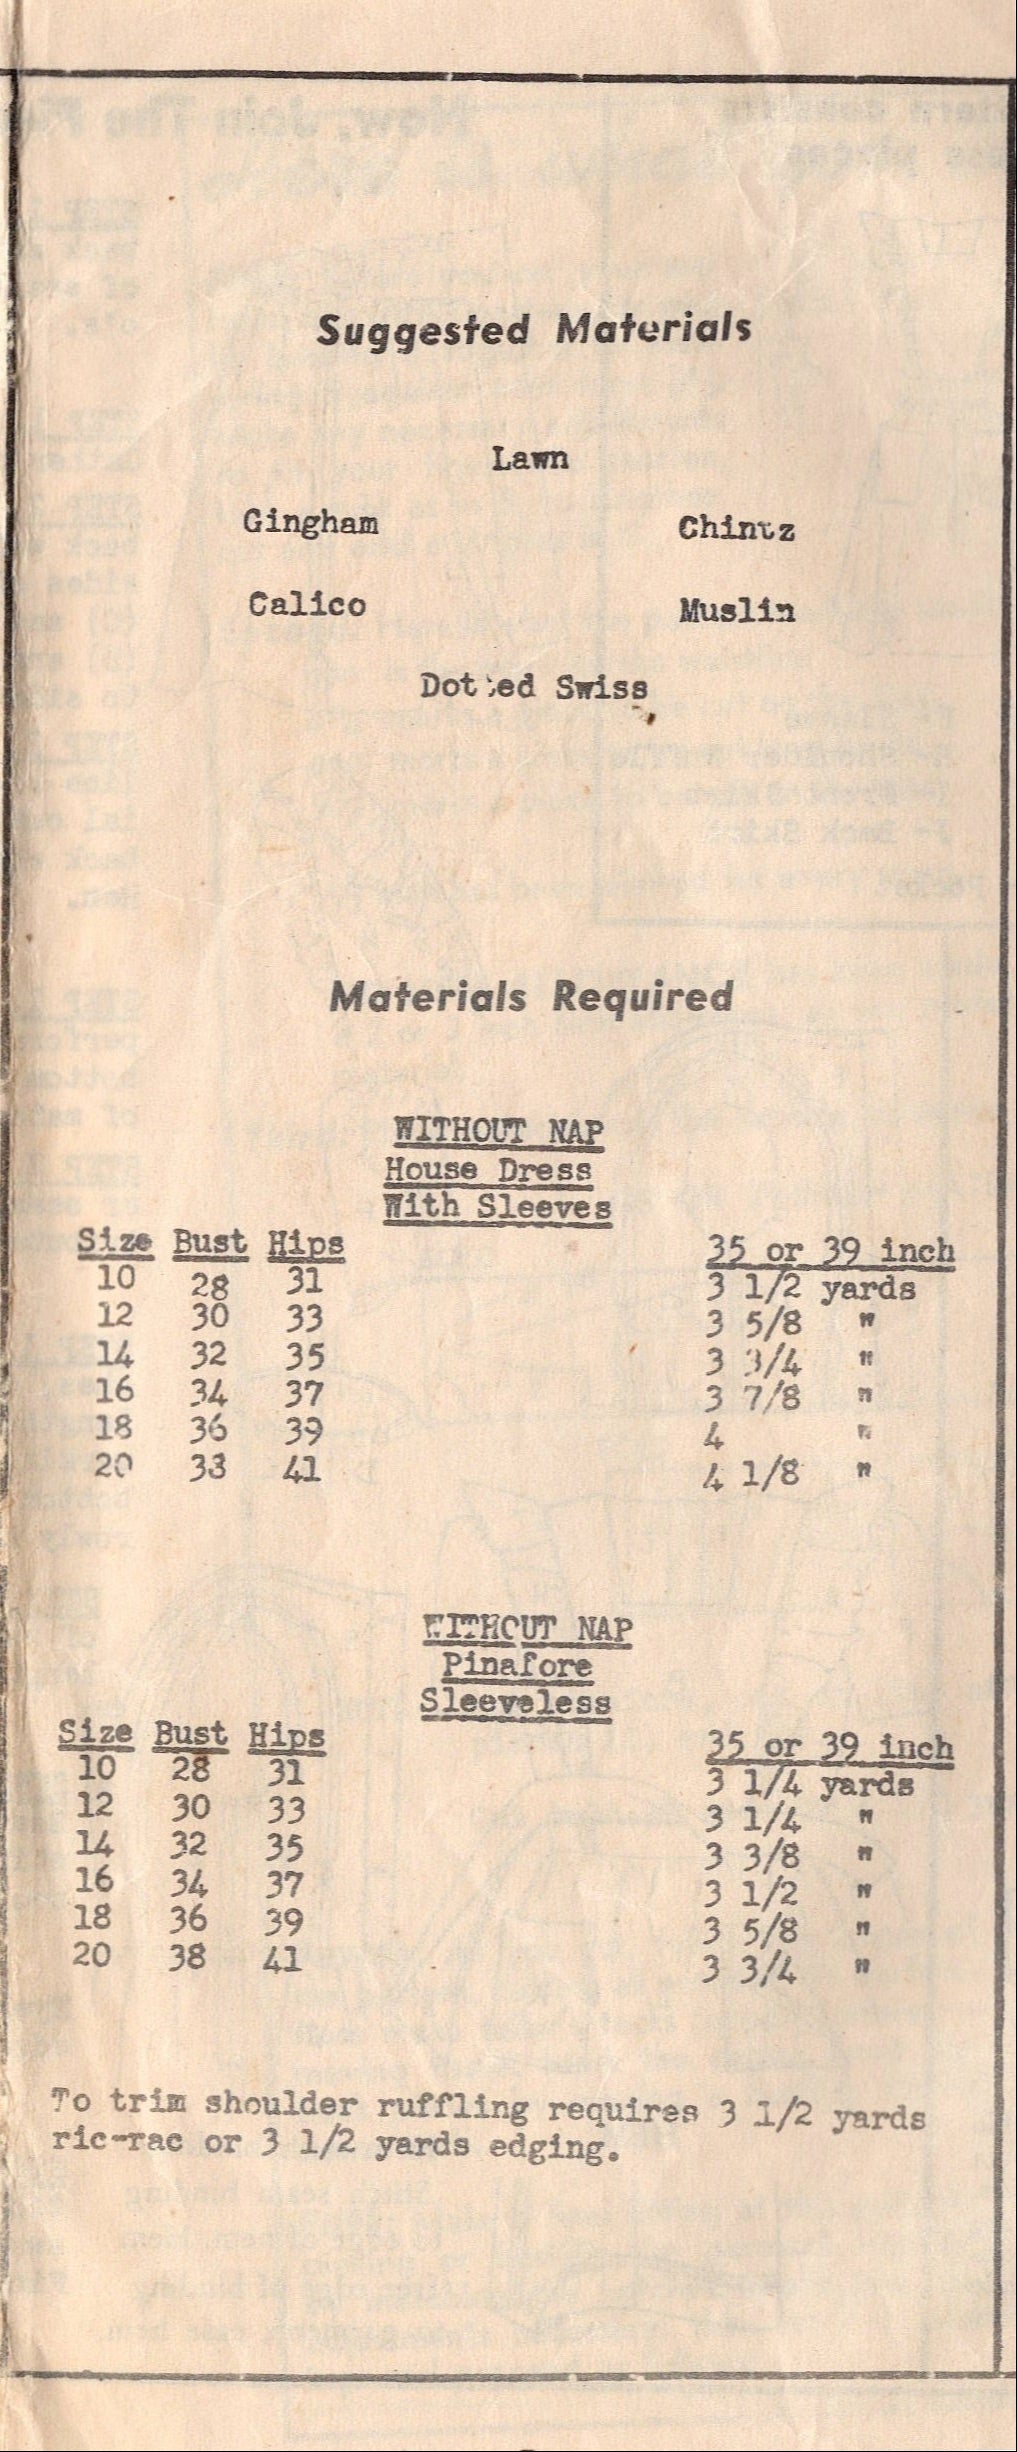 Suggested Materials
Lawn
Gingham Chintz
Calico Muslin
Dotted Swiss
Materials Required
WITHOUT NAP
House Dress
With Sleeves
Size Bust Hips 35 or 39 inch
10 28 31 3 1/2 yards
12 30 33 3 5/8 "
14 32 35 3 3/4 "
16 34 37 3 7/8 "
18 36 39 4 "
20 38 41 4 1/8 "
WITHOUT NAP
Pinafore
Sleeveless
Size Bust Hips 35 or 39 inch
10 28 31 3 1/4 yards
12 30 33 3 1/4 "
14 32 35 3 3/8 "
16 34 37 3 1/2 "
18 36 39 3 5/8 "
20 38 41 3 3/4 "
To trim shoulder ruffling requires 3 1/2 yards
ric-rac or 3 1/2 yards edging.